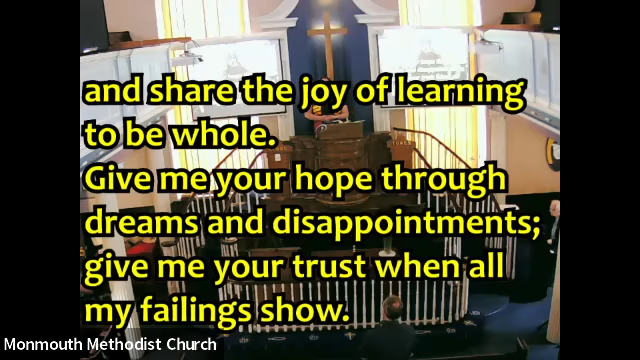 and share the joy of learning
to be whole.
Give me your hope through
dreams and disappointments;
give me your trust when all
my failings show.
Monmouth Methodist Church